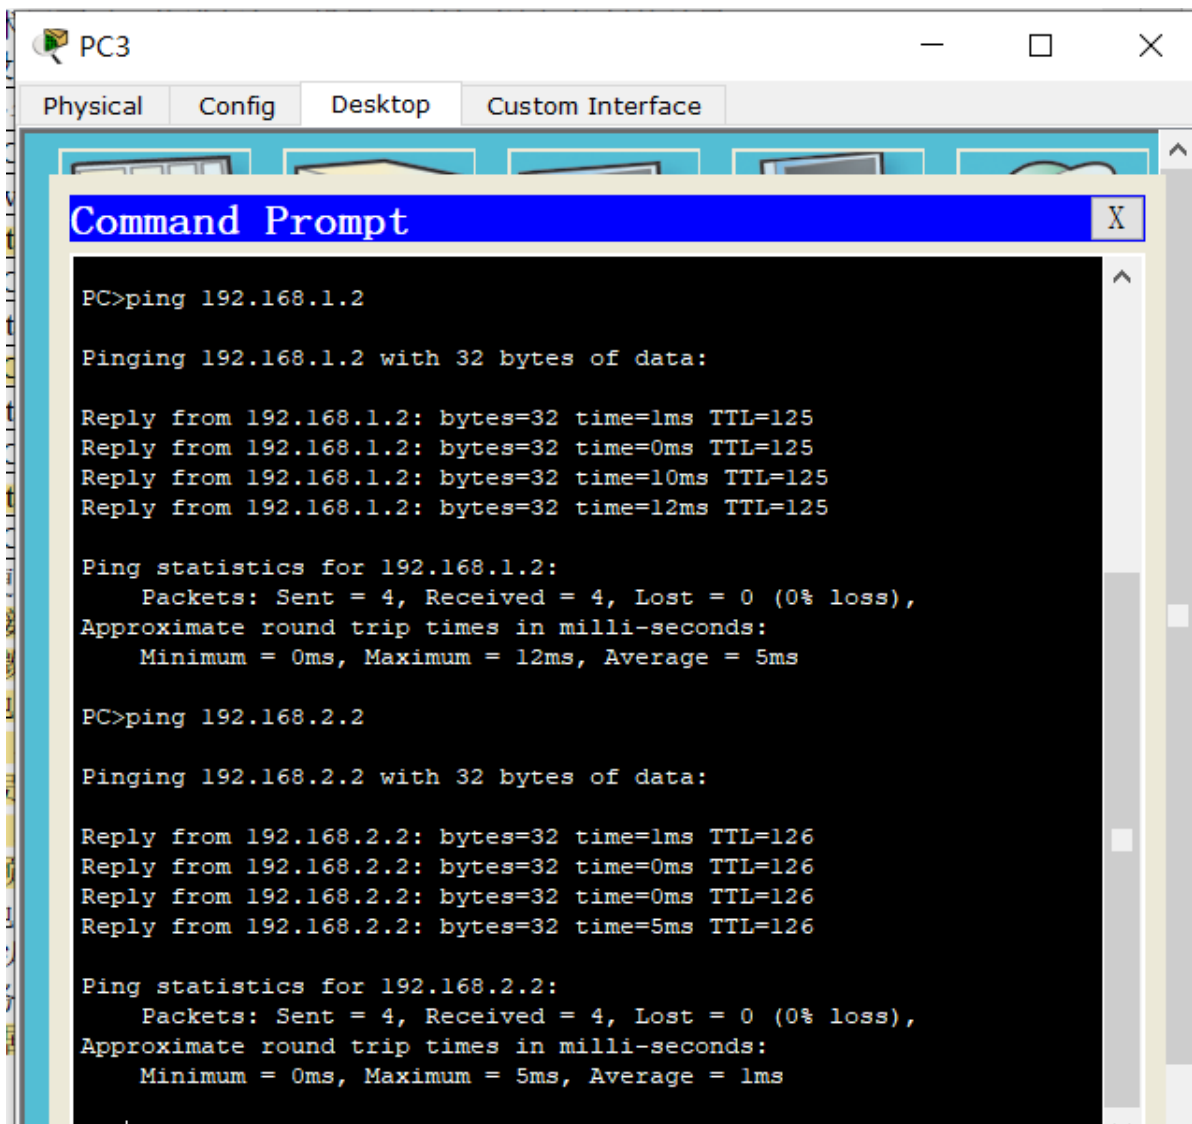 PC3
Physical Config Desktop Custom Interface
Command Prompt
X
PC>ping 192.168.1.2
Pinging 192.168.1.2 with 32 bytes of data:
Reply from 192.168.1.2: bytes=32 time=1ms TTL=125
Reply from 192.168.1.2: bytes=32 time=0ms TTL=125
Reply from 192.168.1.2: bytes=32 time=10ms TTL=125
Reply from 192.168.1.2: bytes=32 time=12ms TTL=125
Ping statistics for 192.168.1.2:
Packets: Sent = 4, Received = 4, Lost = 0 (0% loss),
Approximate round trip times in milli-seconds:
Minimum = 0ms, Maximum = 12ms, Average = 5ms
PC>ping 192.168.2.2
Pinging 192.168.2.2 with 32 bytes of data:
Reply from 192.168.2.2: bytes=32 time=1ms TTL=126
Reply from 192.168.2.2: bytes=32 time=0ms TTL=126
Reply from 192.168.2.2: bytes=32 time=0ms TTL=126
Reply from 192.168.2.2: bytes=32 time=5ms TTL=126
Ping statistics for 192.168.2.2:
Packets: Sent = 4, Received = 4, Lost = 0 (0% loss),
Approximate round trip times in milli-seconds:
Minimum = 0ms, Maximum = 5ms, Average = 1ms